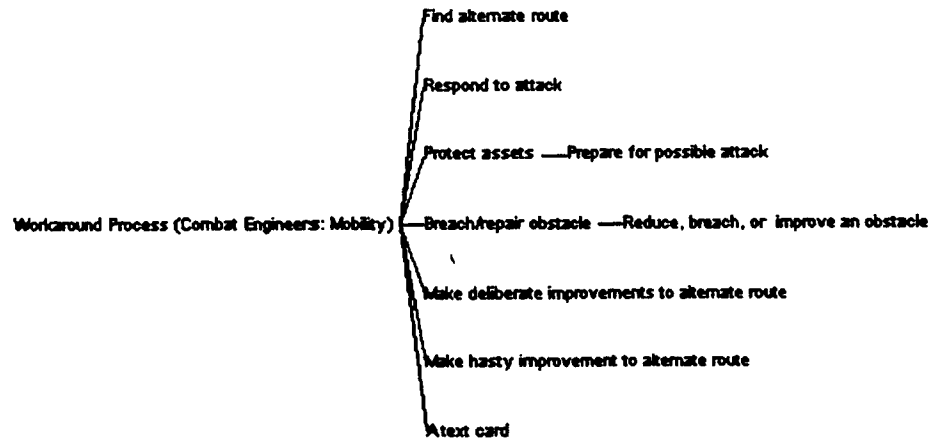 Find alternate route
Respond to attack
Protect assets Prepare for possible attack
Workaround Process (Combat Engineers: Mobility) Breach/repair obstacle Reduce, breach, or improve an obstacle
Make deliberate improvements to alternate route
Make hasty improvement to alternate route
A text card